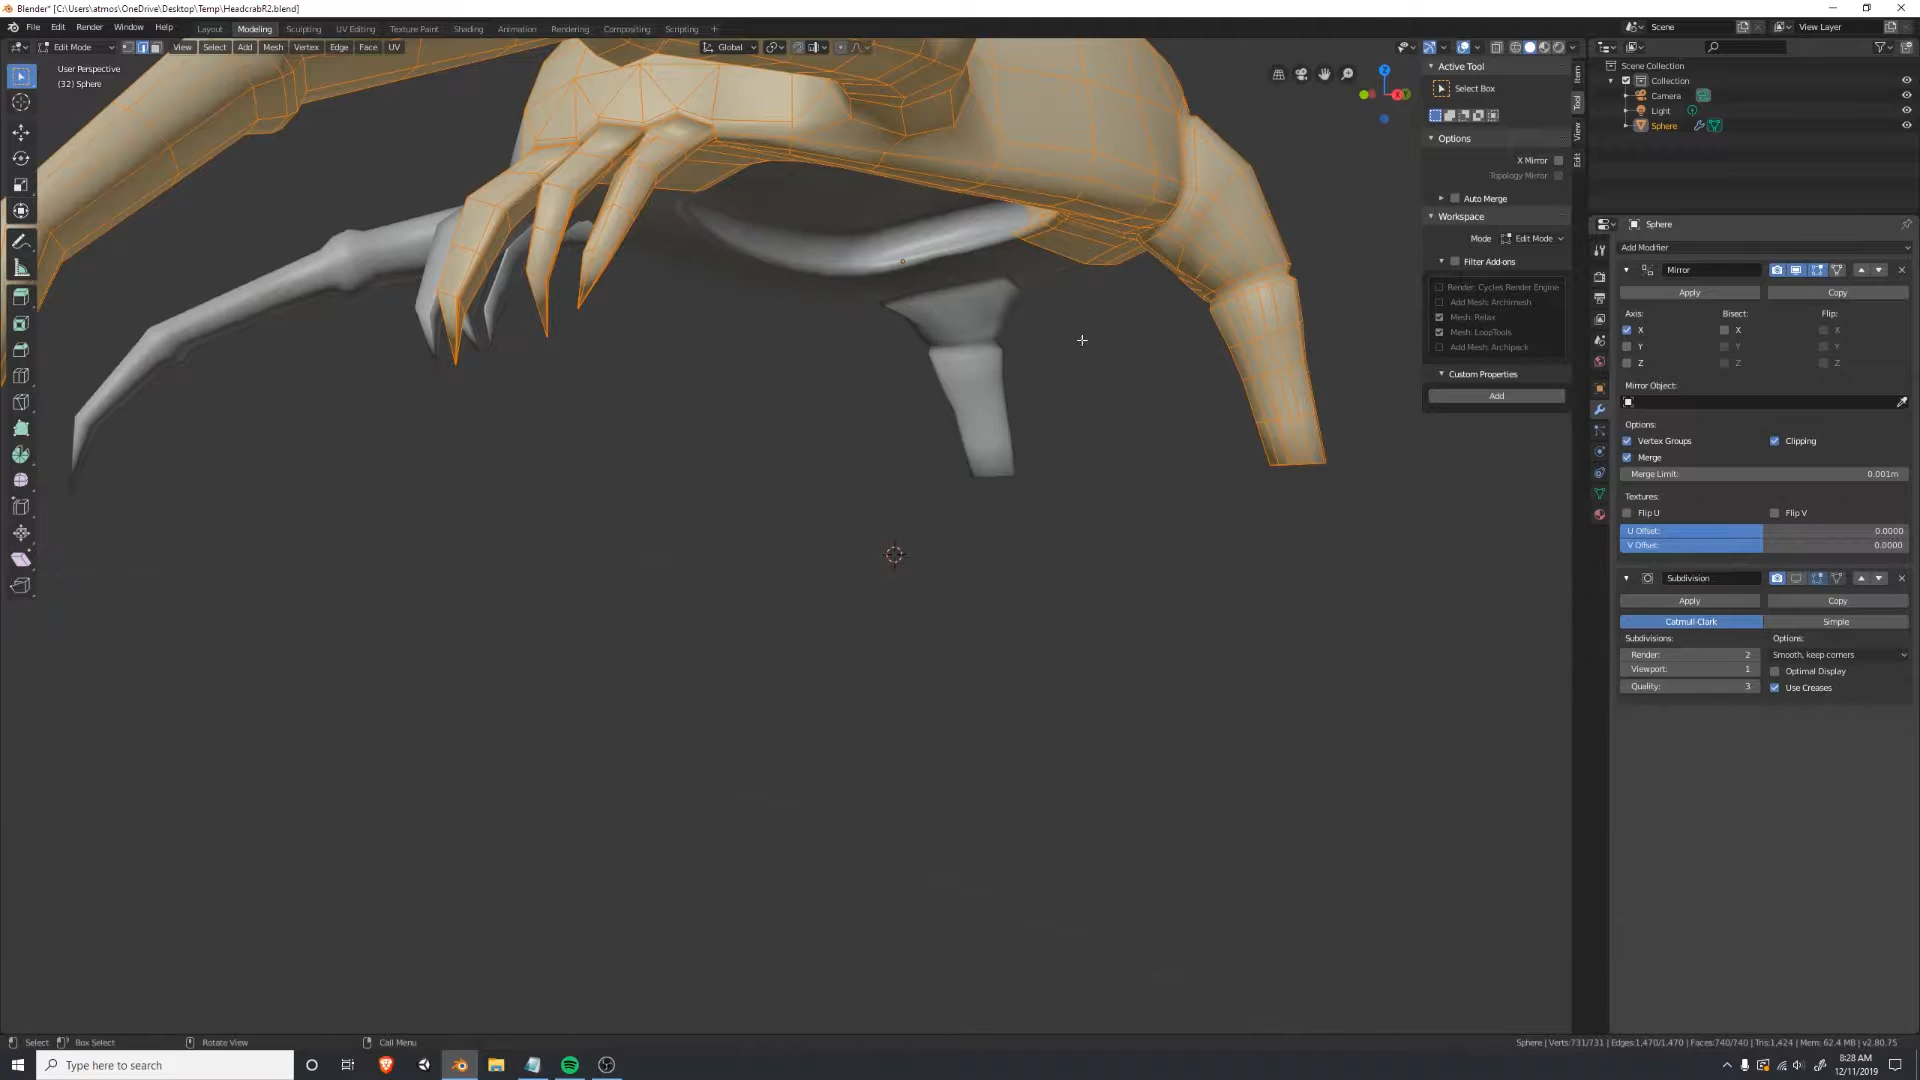 Blender* [C:\Users\atmos\OneDrive\Desktop\Temp\HeadcrabR2.blend]
File Edit Render Window Help Layout Modeling Sculpting UV Editing Texture Paint Shading Animation Rendering Compositing Scripting + Scene View Layer
Edit Mode View Select Add Mesh Vertex Edge Face UV Global
User Perspective
(32) Sphere
Active Tool
Select Box
Options
X Mirror
Topology Mirror
Auto Merge
Workspace
Mode Edit Mode
Filter Add-ons
Render: Cycles Render Engine
Add Mesh: Archimesh
Mesh: Relax
Mesh: LoopTools
Add Mesh: Archipack
Custom Properties
Add
Item
Tool
View
Edit
Scene Collection
Collection
Camera
Light
Sphere
Sphere
Add Modifier
Mirror
Apply Copy
Axis: Bisect: Flip:
X X X
Y Y Y
Z Z Z
Mirror Object:
Options:
Vertex Groups Clipping
Merge
Merge Limit: 0.001m
Textures:
Flip U Flip V
U Offset: 0.0000
V Offset: 0.0000
Subdivision
Apply Copy
Catmull-Clark Simple
Subdivisions: Options:
Render: 2 Smooth, keep corners
Viewport: 1 Optimal Display
Quality: 3 Use Creases
Select Box Select Rotate View Call Menu Sphere | Verts:731/731 | Edges:1,470/1,470 | Faces:740/740 | Tris:1,424 | Mem: 62.4 MB | v2.80.75
Type here to search
8:28 AM
12/11/2019